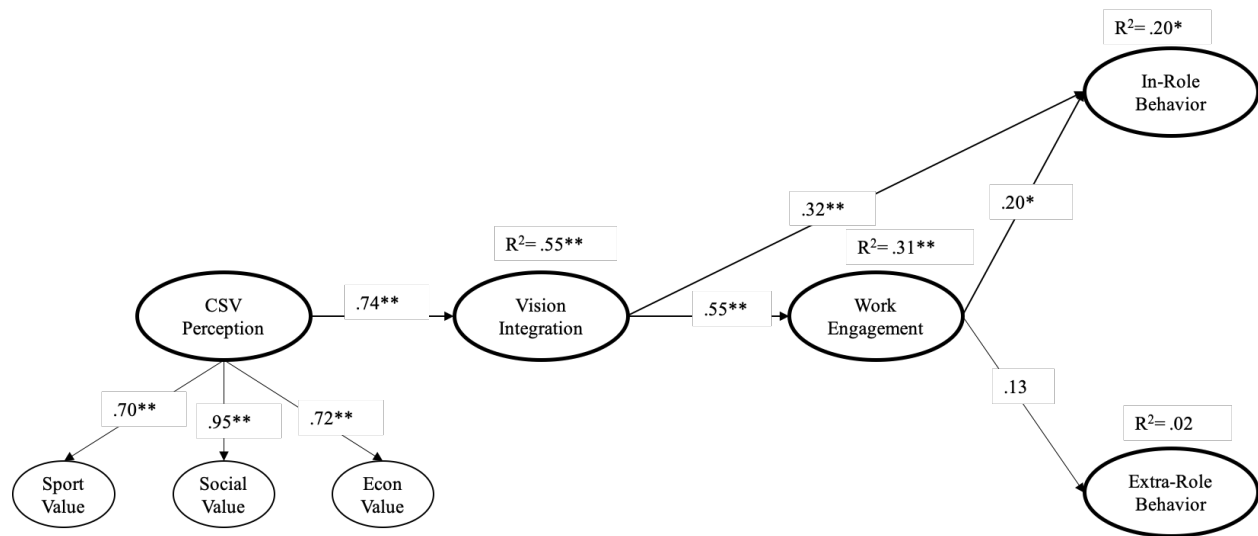 R²= .20*
In-Role
Behavior
.32**
.20*
R²= .55**
R²= .31**
CSV
Perception
.74**
Vision
Integration
.55**
Work
Engagement
.70**
.95**
.72**
.13
R²= .02
Sport
Value
Social
Value
Econ
Value
Extra-Role
Behavior